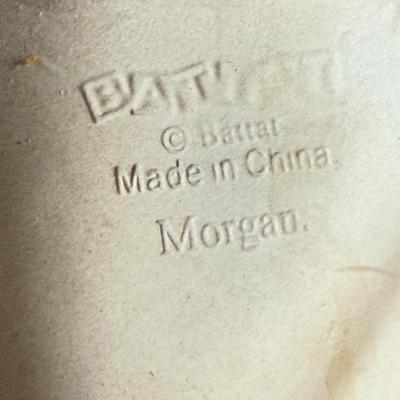 BATTAT
© Battat
Made in China.
Morgan.